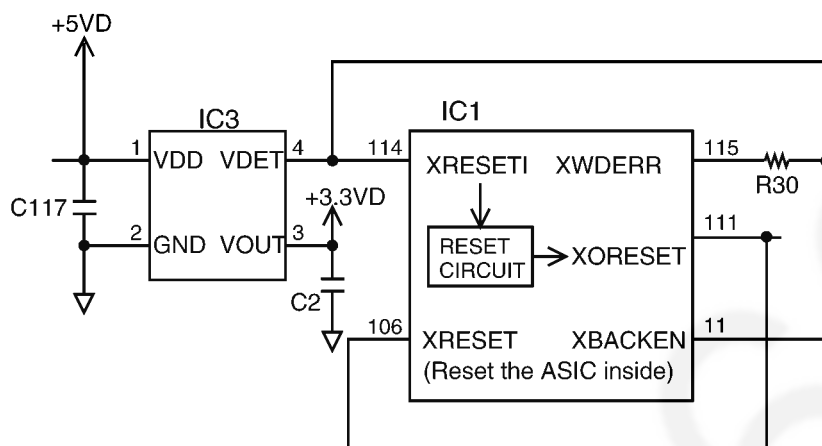 +5VD
IC3
IC1
1
VDD
VDET
4
114
XRESETI
XWDERR
115
R30
C117
+3.3VD
111
2
GND
VOUT
3
RESET
CIRCUIT
XORESET
C2
106
XRESET
XBACKEN
11
(Reset the ASIC inside)